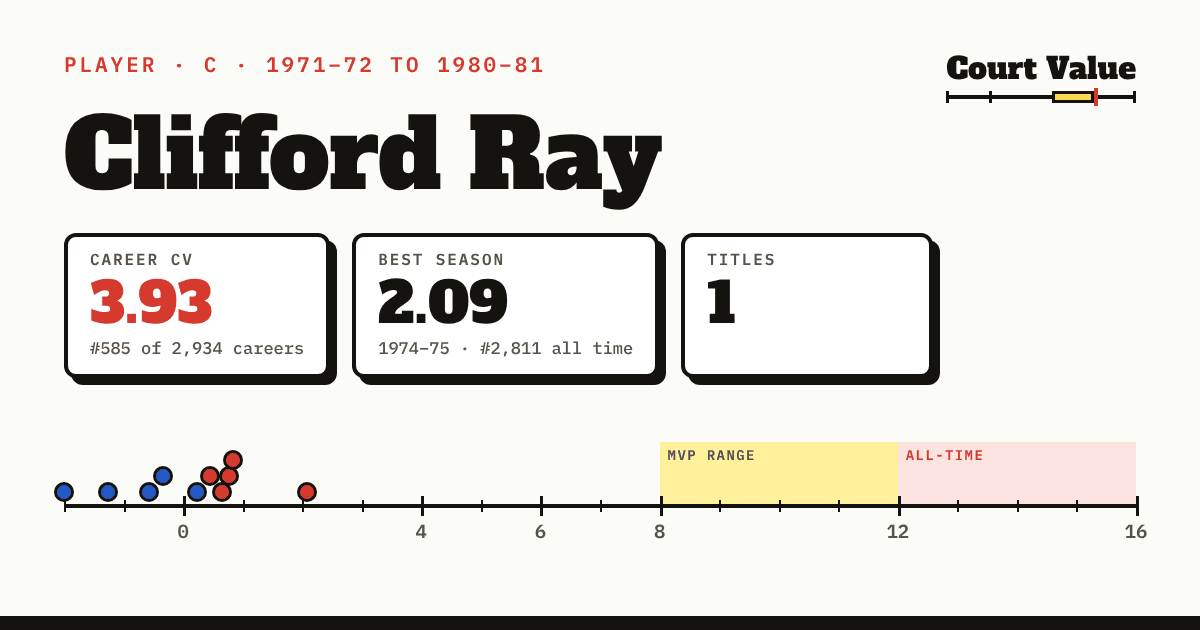 PLAYER · C · 1971–72 TO 1980–81
Court Value
Clifford Ray
CAREER CV
3.93
#585 of 2,934 careers
BEST SEASON
2.09
1974–75 · #2,811 all time
TITLES
1
MVP RANGE
ALL-TIME
0 4 6 8 12 16